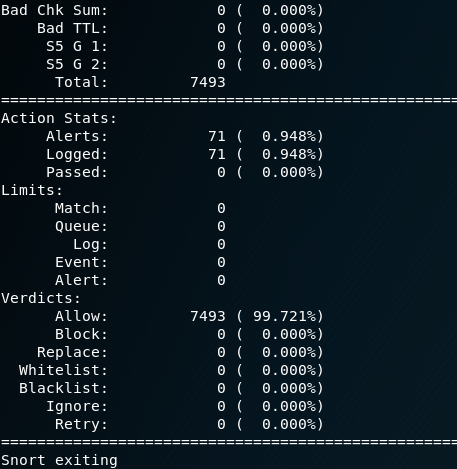 Bad Chk Sum:            0 (  0.000%)
    Bad TTL:            0 (  0.000%)
     S5 G 1:            0 (  0.000%)
     S5 G 2:            0 (  0.000%)
      Total:         7493
===================================================
Action Stats:
     Alerts:           71 (  0.948%)
     Logged:           71 (  0.948%)
     Passed:            0 (  0.000%)
Limits:
      Match:            0
      Queue:            0
        Log:            0
      Event:            0
      Alert:            0
Verdicts:
      Allow:         7493 ( 99.721%)
      Block:            0 (  0.000%)
    Replace:            0 (  0.000%)
  Whitelist:            0 (  0.000%)
  Blacklist:            0 (  0.000%)
     Ignore:            0 (  0.000%)
      Retry:            0 (  0.000%)
===================================================
Snort exiting